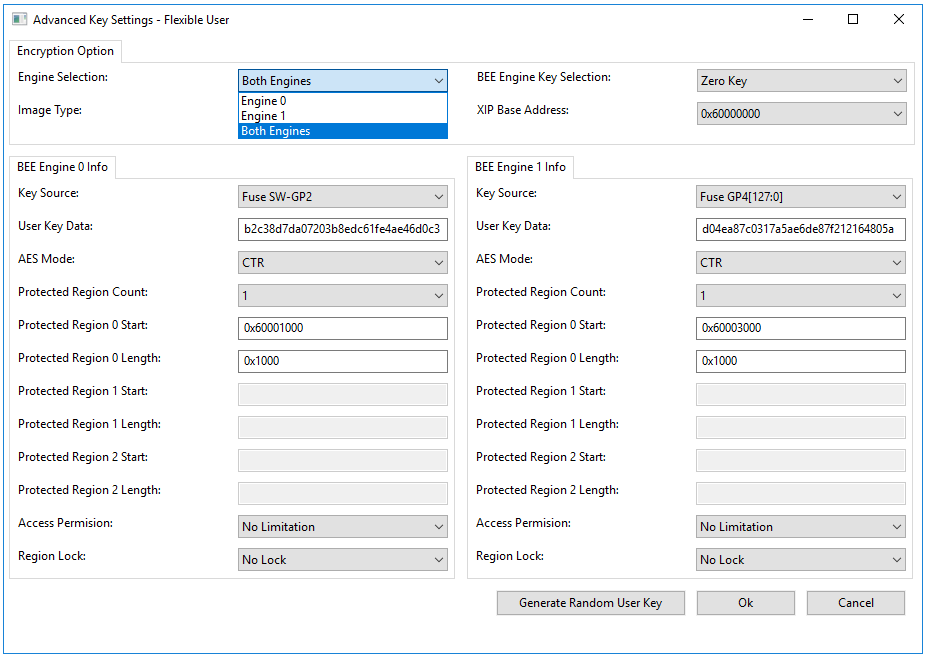 Advanced Key Settings - Flexible User
Encryption Option
Engine Selection:
Both Engines
Engine 0
Engine 1
Both Engines
BEE Engine Key Selection:
Zero Key
Image Type:
XIP Base Address:
0x60000000
BEE Engine 0 Info
Key Source:
Fuse SW-GP2
User Key Data:
b2c38d7da07203b8edc61fe4ae46d0c3
AES Mode:
CTR
Protected Region Count:
1
Protected Region 0 Start:
0x60001000
Protected Region 0 Length:
0x1000
Protected Region 1 Start:
Protected Region 1 Length:
Protected Region 2 Start:
Protected Region 2 Length:
Access Permision:
No Limitation
Region Lock:
No Lock
BEE Engine 1 Info
Key Source:
Fuse GP4[127:0]
User Key Data:
d04ea87c0317a5ae6de87f212164805a
AES Mode:
CTR
Protected Region Count:
1
Protected Region 0 Start:
0x60003000
Protected Region 0 Length:
0x1000
Protected Region 1 Start:
Protected Region 1 Length:
Protected Region 2 Start:
Protected Region 2 Length:
Access Permision:
No Limitation
Region Lock:
No Lock
Generate Random User Key
Ok
Cancel